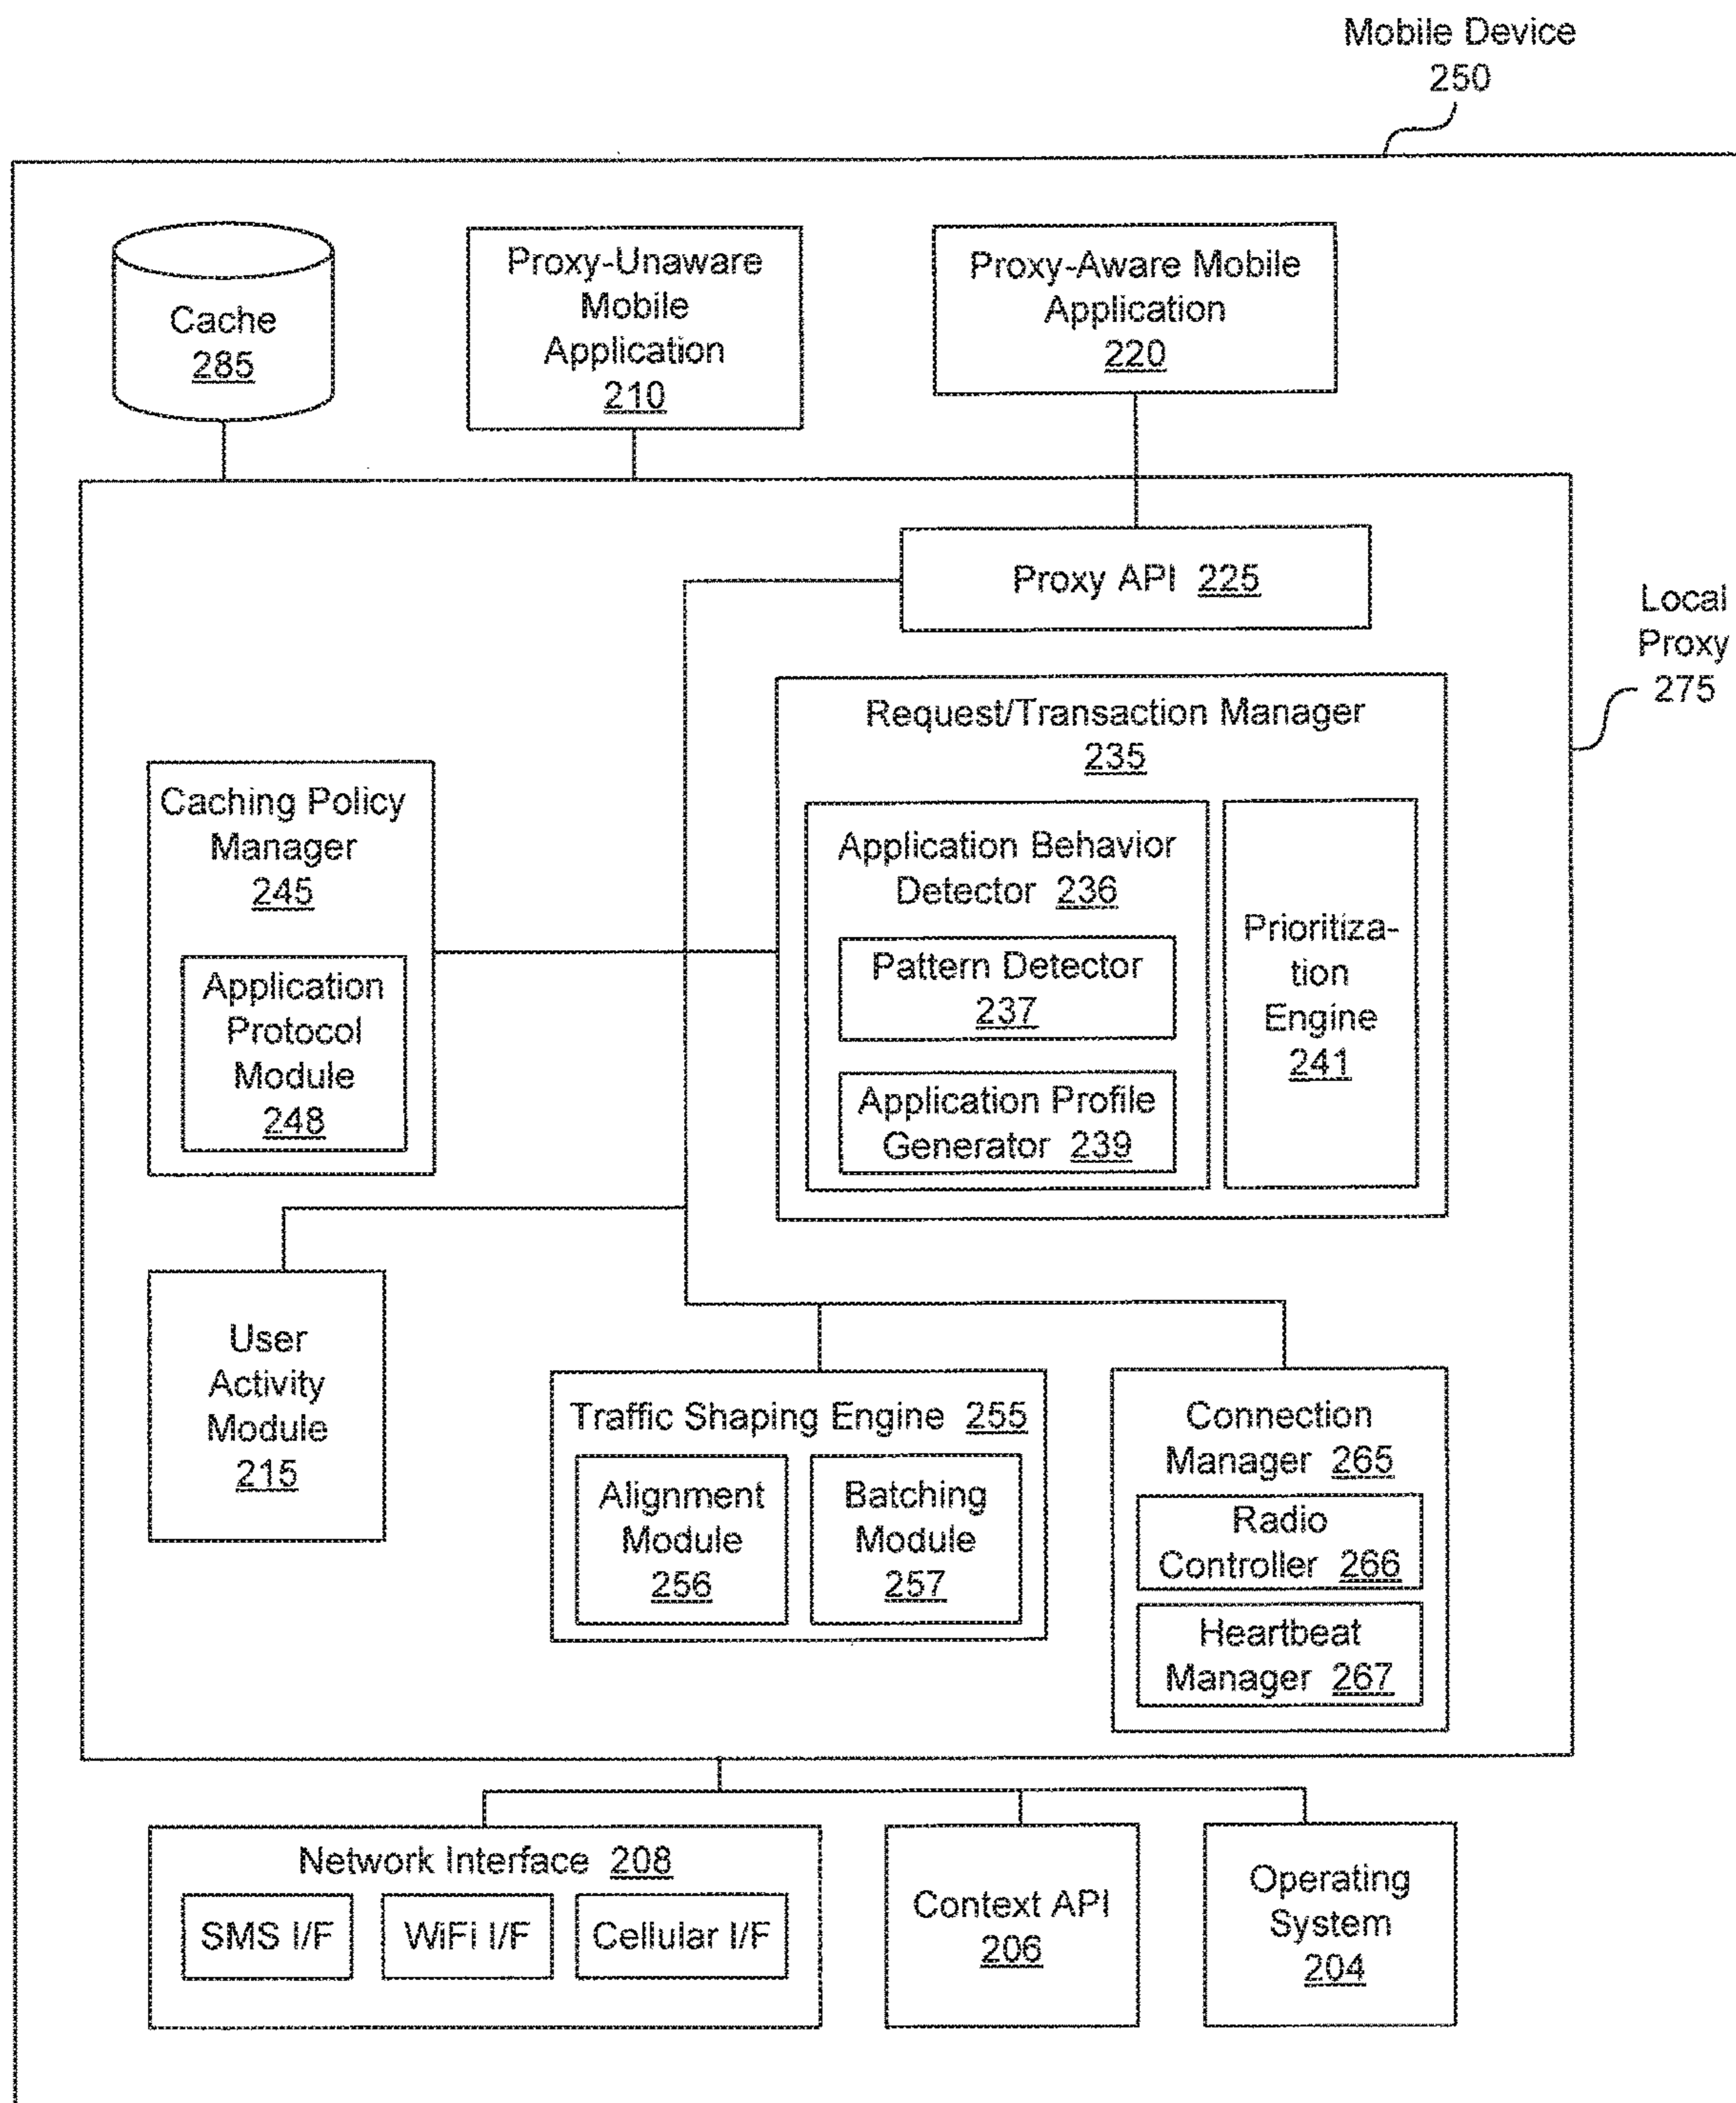 Mobile Device
250
Cache
285
Proxy-Unaware
Mobile
Application
210
Proxy-Aware Mobile
Application
220
Proxy API 225
Local
Proxy
275
Request/Transaction Manager
235
Caching Policy
Manager
245
Application
Protocol
Module
248
Application Behavior
Detector 236
Pattern Detector
237
Application Profile
Generator 239
Prioritiza-
tion
Engine
241
User
Activity
Module
215
Traffic Shaping Engine 255
Alignment
Module
256
Batching
Module
257
Connection
Manager 265
Radio
Controller 266
Heartbeat
Manager 267
Network Interface 208
SMS I/F
WiFi I/F
Cellular I/F
Context API
206
Operating
System
204